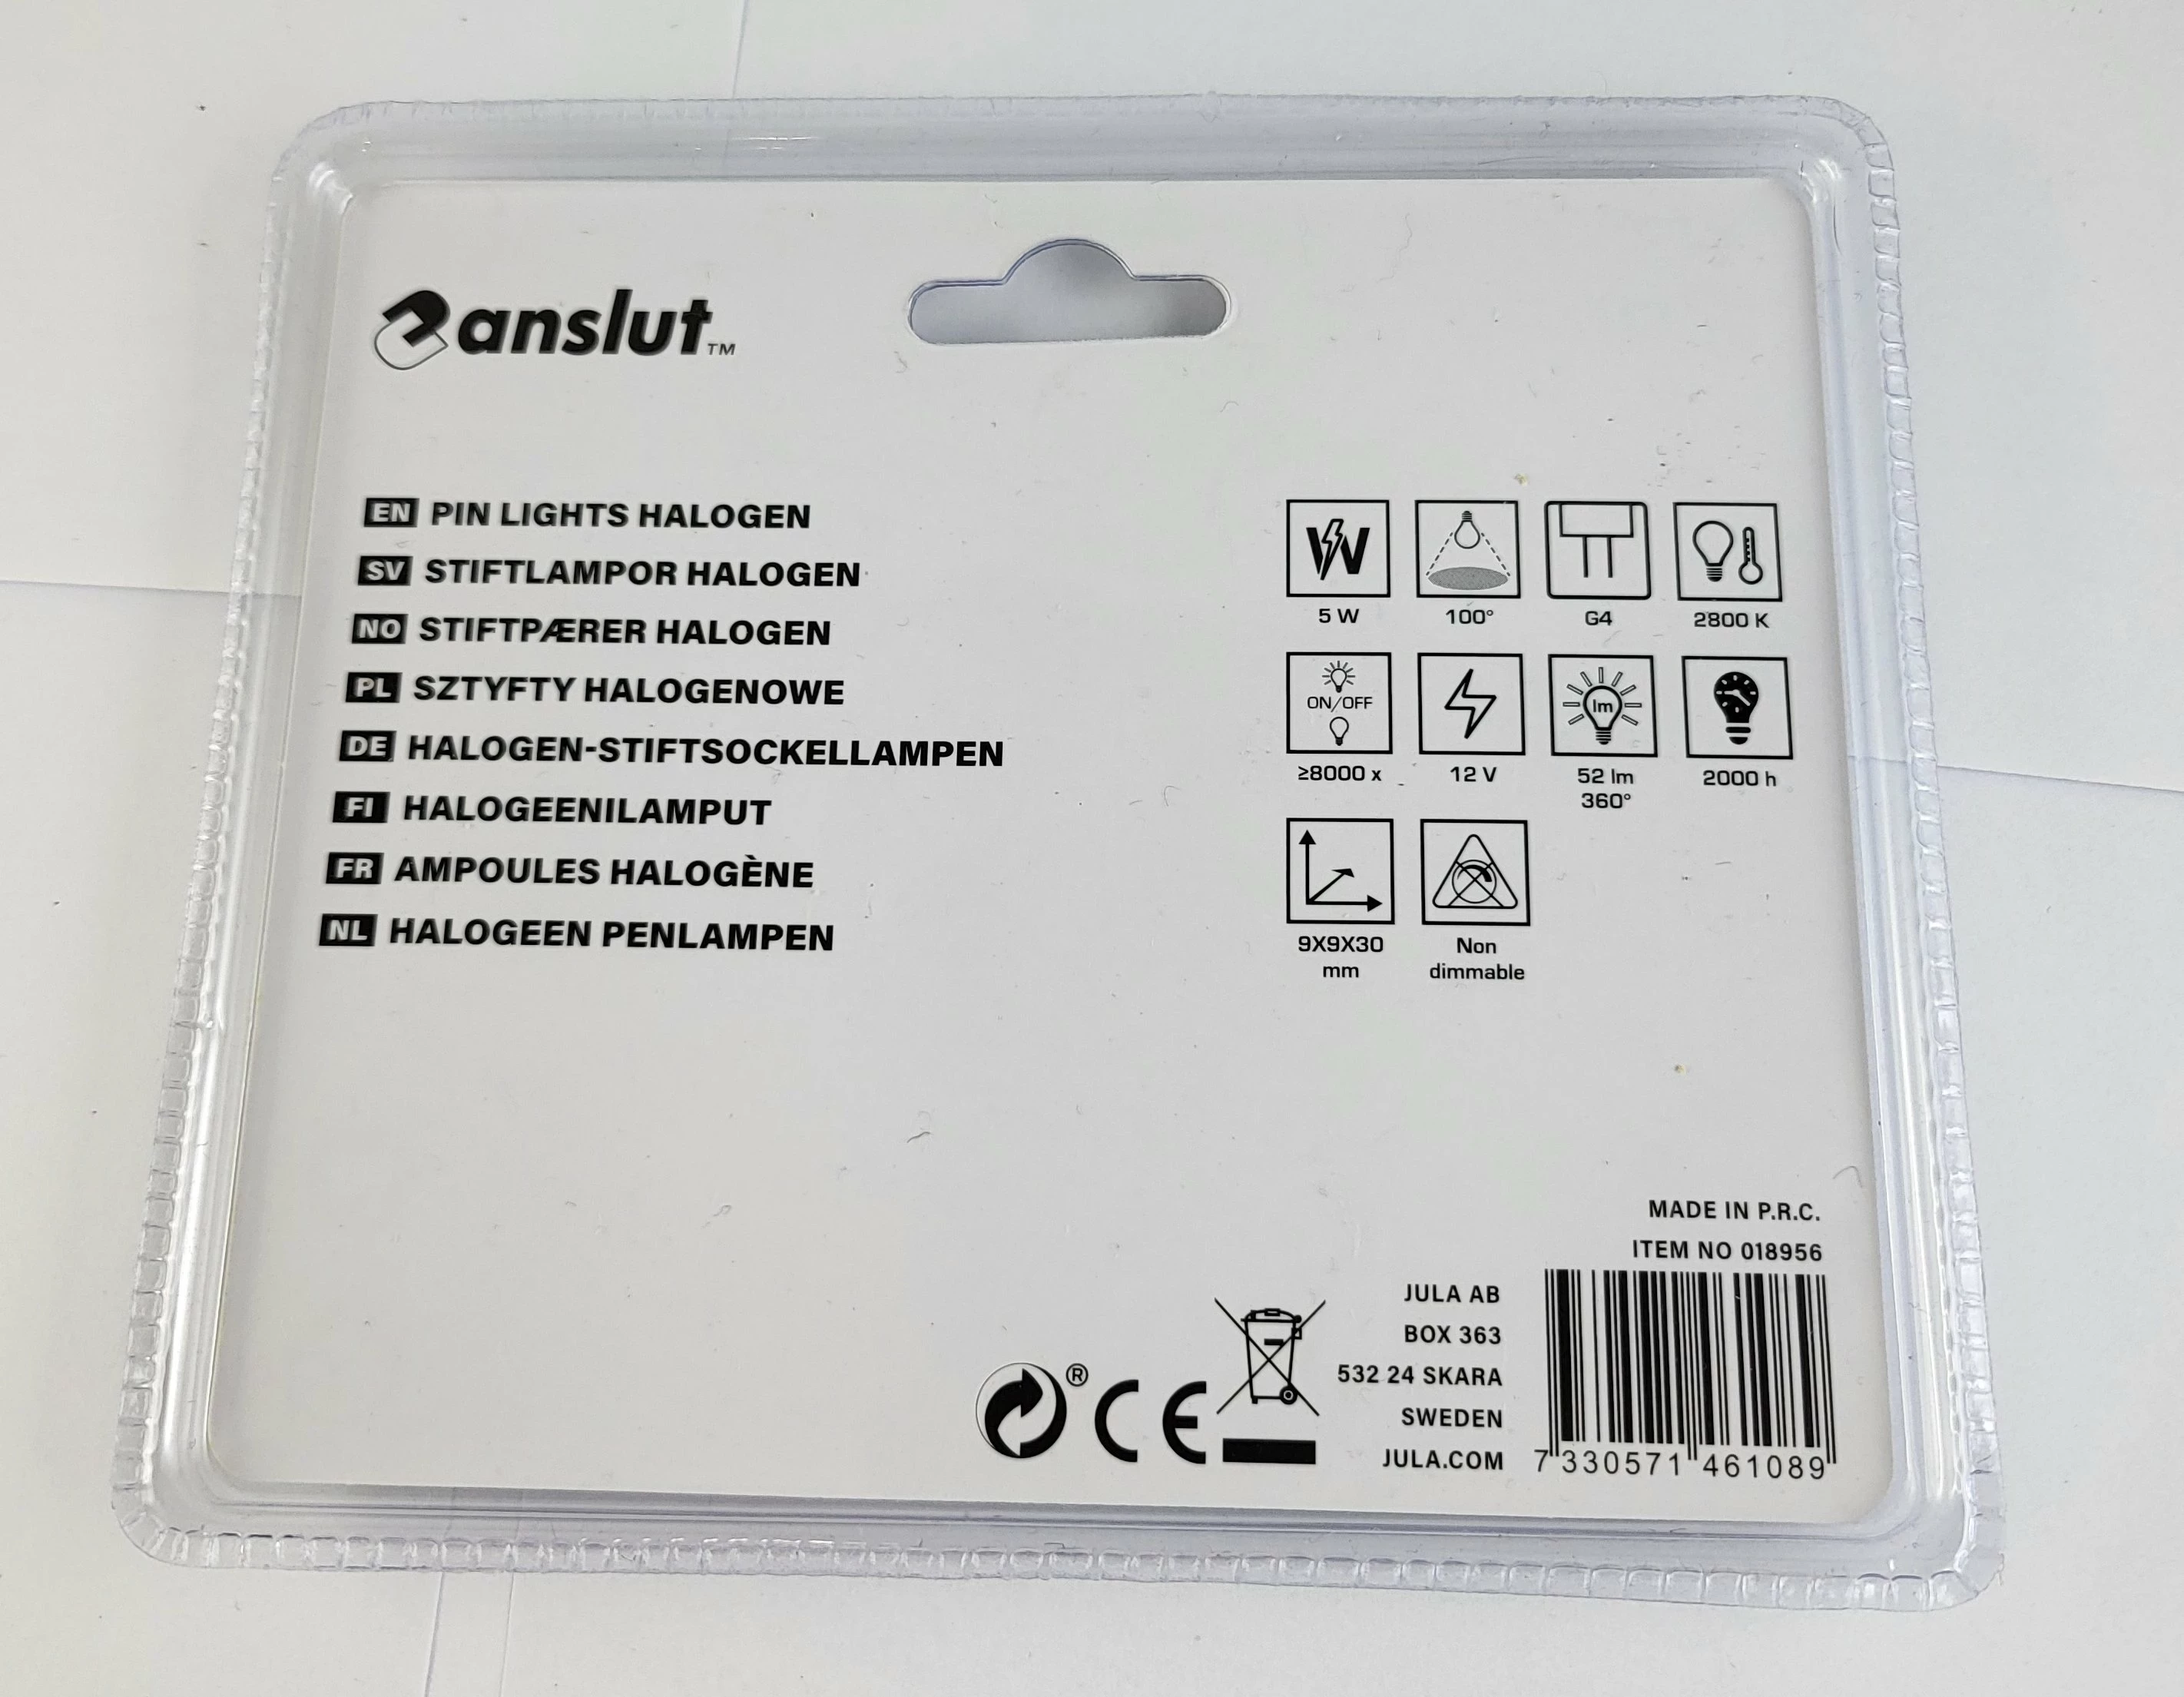 anslut™
EN PIN LIGHTS HALOGEN
SV STIFTLAMPOR HALOGEN
NO STIFTPÆRER HALOGEN
PL SZTYFTY HALOGENOWE
DE HALOGEN-STIFTSOCKELLAMPEN
FI HALOGEENILAMPUT
FR AMPOULES HALOGÈNE
NL HALOGEEN PENLAMPEN
W
5 W 100° G4 2800 K
ON/OFF lm
≥8000 x 12 V 52 lm 2000 h
360°
9X9X30 Non
mm dimmable
MADE IN P.R.C.
ITEM NO 018956
JULA AB
BOX 363
532 24 SKARA
SWEDEN
JULA.COM
® CE
7 330571 461089